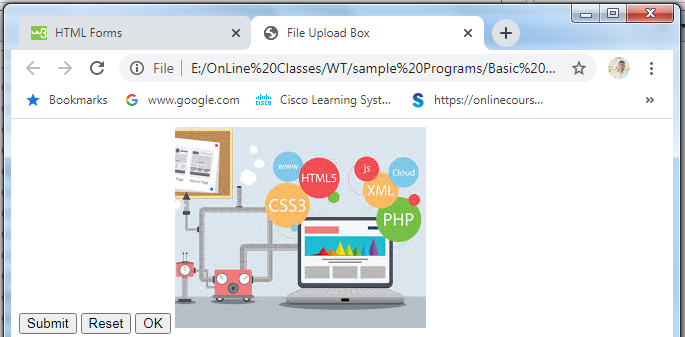 HTML Forms
File Upload Box
File
E:/OnLine%20Classes/WT/sample%20Programs/Basic%20...
Bookmarks
www.google.com
Cisco Learning Syst...
https://onlinecours...
www
HTML5
CSS3
js
Cloud
XML
PHP
Submit
Reset
OK